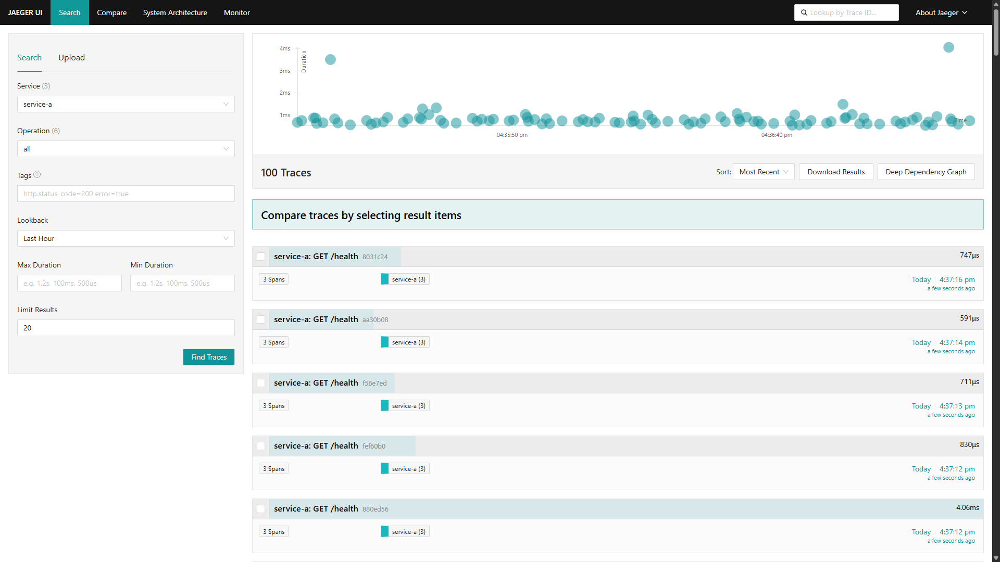 JAEGER UI
Search
Compare
System Architecture
Monitor
Lookup by Trace ID...
About Jaeger
Search
Upload
Service (3)
service-a
Operation (6)
all
Tags
http.status_code=200 error=true
Lookback
Last Hour
Max Duration
Min Duration
e.g. 1.2s, 100ms, 500us
e.g. 1.2s, 100ms, 500us
Limit Results
20
Find Traces
4ms
3ms
2ms
1ms
Duration
Time
04:35:50 pm
04:36:40 pm
100 Traces
Sort:
Most Recent
Download Results
Deep Dependency Graph
Compare traces by selecting result items
service-a: GET /health 8031c24
747μs
3 Spans
service-a (3)
Today
4:37:16 pm
a few seconds ago
service-a: GET /health aa30b08
591μs
3 Spans
service-a (3)
Today
4:37:14 pm
a few seconds ago
service-a: GET /health f56e7ed
711μs
3 Spans
service-a (3)
Today
4:37:13 pm
a few seconds ago
service-a: GET /health fef60b0
830μs
3 Spans
service-a (3)
Today
4:37:12 pm
a few seconds ago
service-a: GET /health 880ed56
4.06ms
3 Spans
service-a (3)
Today
4:37:12 pm
a few seconds ago